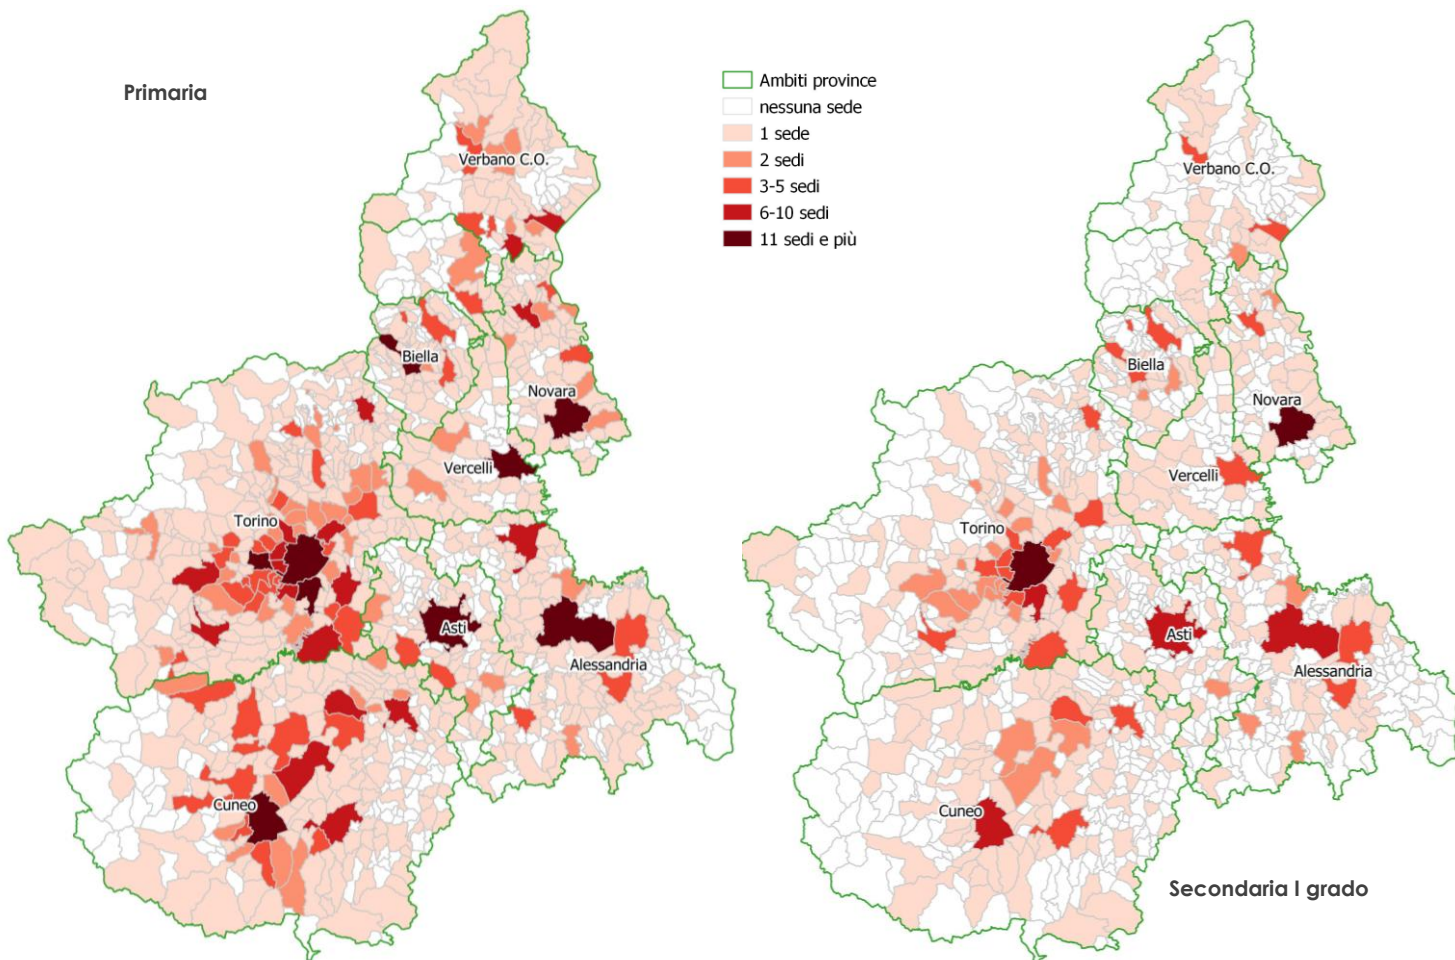 Primaria
Ambiti province
nessuna sede
1 sede
2 sedi
3-5 sedi
6-10 sedi
11 sedi e più
Verbano C.O.
Biella
Novara
Vercelli
Torino
Asti
Alessandria
Cuneo
Verbano C.O.
Biella
Novara
Vercelli
Torino
Asti
Alessandria
Cuneo
Secondaria I grado